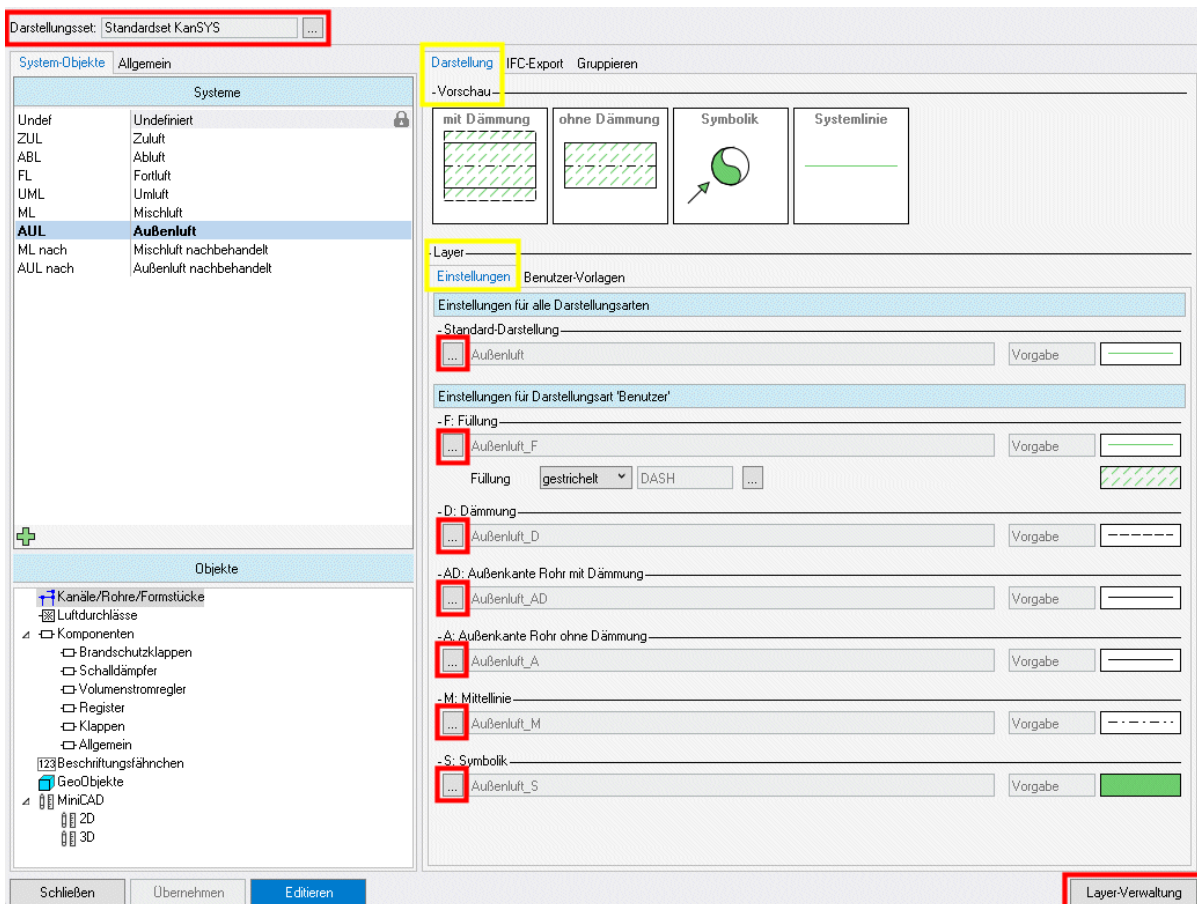 Darstellungsset: Standardset KanSYS ...
System-Objekte Allgemein
Systeme
Undef Undefiniert
ZUL Zuluft
ABL Abluft
FL Fortluft
UML Umluft
ML Mischluft
AUL Außenluft
ML nach Mischluft nachbehandelt
AUL nach Außenluft nachbehandelt
Objekte
Kanäle/Rohre/Formstücke
Luftdurchlässe
Komponenten
Brandschutzklappen
Schalldämpfer
Volumenstromregler
Register
Klappen
Allgemein
123 Beschriftungsfähnchen
GeoObjekte
MiniCAD
2D
3D
Darstellung IFC-Export Gruppieren
Vorschau
mit Dämmung ohne Dämmung Symbolik Systemlinie
Layer
Einstellungen Benutzer-Vorlagen
Einstellungen für alle Darstellungsarten
Standard-Darstellung
... Außenluft Vorgabe
Einstellungen für Darstellungsart 'Benutzer'
F: Füllung
... Außenluft_F Vorgabe
Füllung gestrichelt DASH ...
D: Dämmung
... Außenluft_D Vorgabe
AD: Außenkante Rohr mit Dämmung
... Außenluft_AD Vorgabe
A: Außenkante Rohr ohne Dämmung
... Außenluft_A Vorgabe
M: Mittellinie
... Außenluft_M Vorgabe
S: Symbolik
... Außenluft_S Vorgabe
Schließen Übernehmen Editieren Layer-Verwaltung